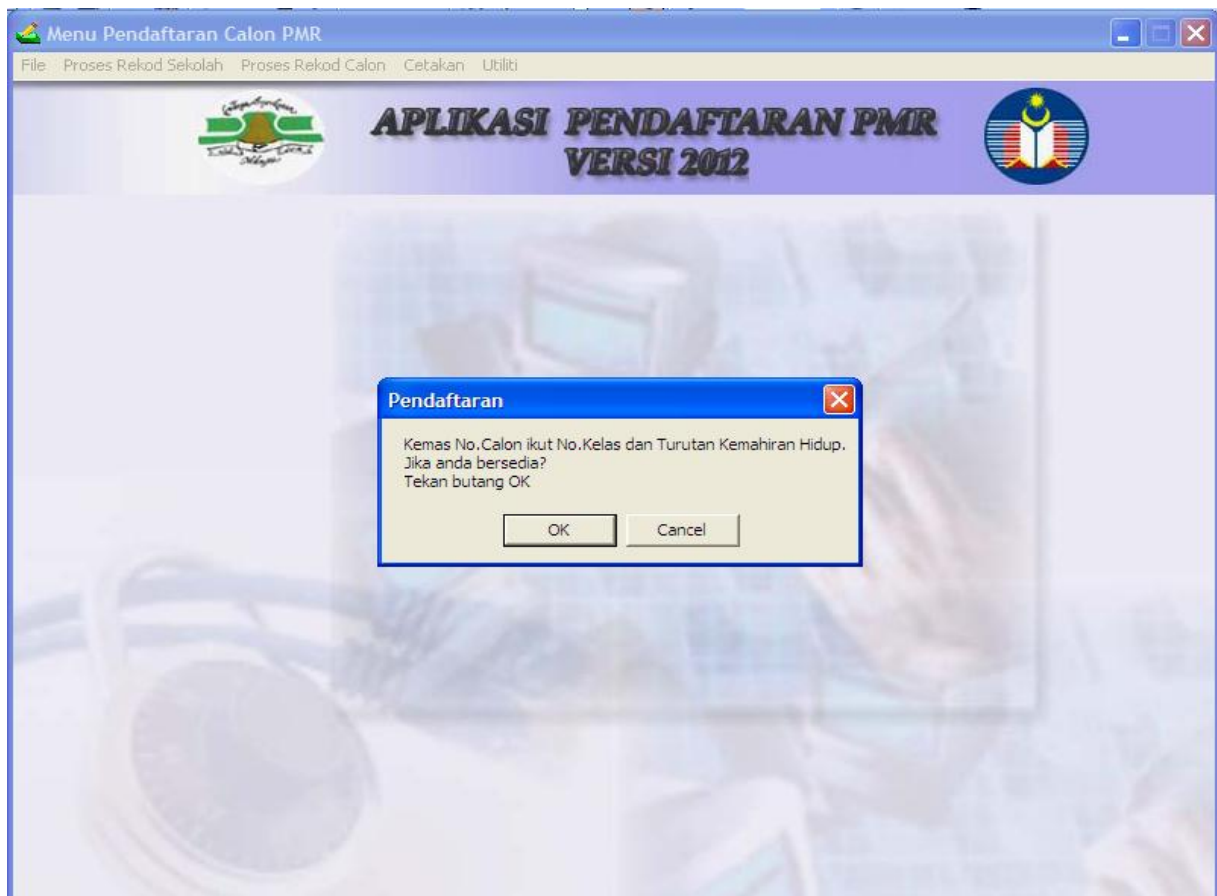 Menu Pendaftaran Calon PMR
File Proses Rekod Sekolah Proses Rekod Calon Cetakan Utiliti
APLIKASI PENDAFTARAN PMR
VERSI 2012
Pendaftaran
Kemas No.Calon ikut No.Kelas dan Turutan Kemahiran Hidup.
Jika anda bersedia?
Tekan butang OK
OK Cancel